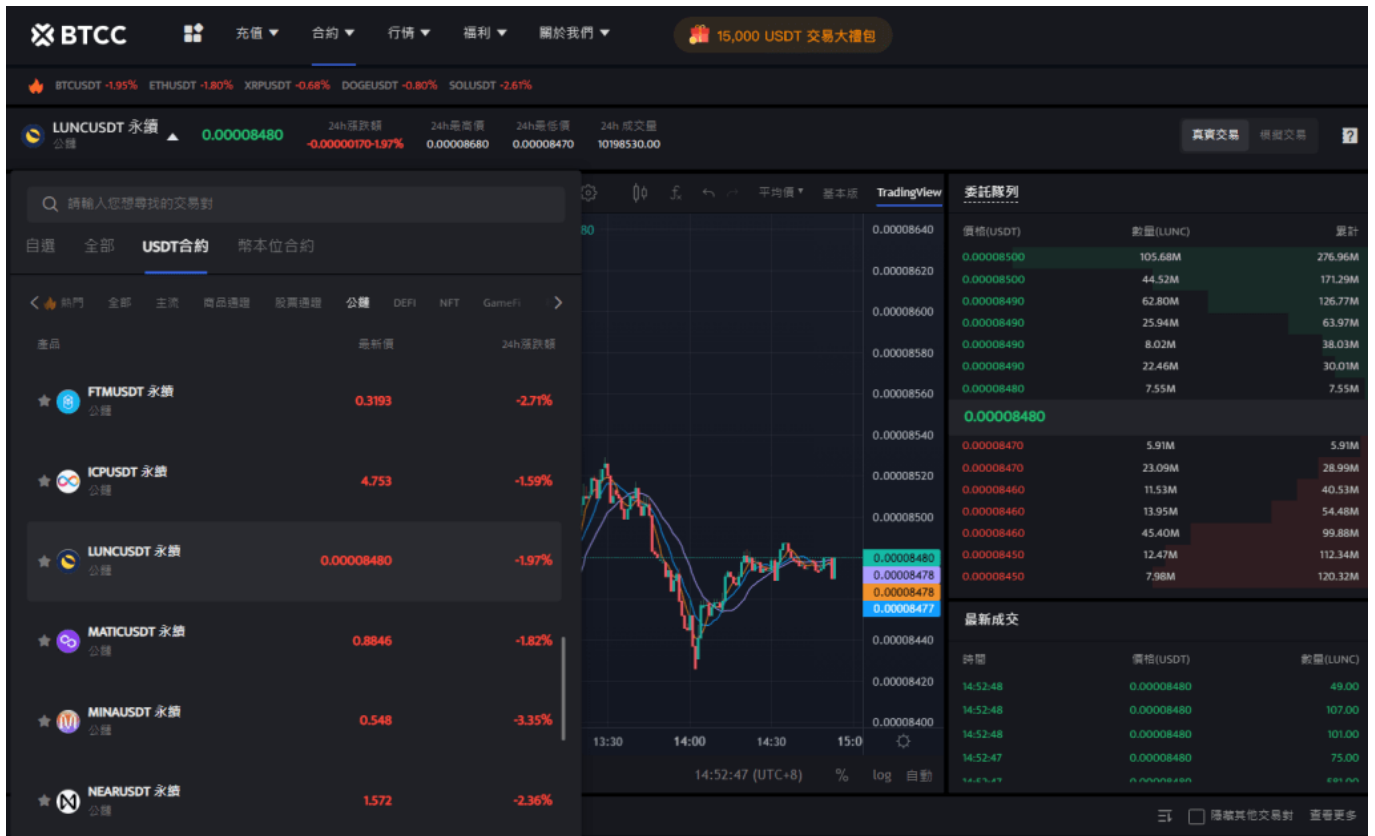 BTCC 充值 合約 行情 福利 關於我們 15,000 USDT 交易大禮包
BTCUSDT -1.95% ETHUSDT -1.80% XRPUSDT -0.68% DOGEUSDT -0.80% SOLUSDT -2.61%
LUNCUSDT 永續
公鏈
0.00008480
24h漲跌額 24h最高價 24h最低價 24h 成交量
-0.00000170-1.97% 0.00008680 0.00008470 10198530.00
真實交易 模擬交易
請輸入您想尋找的交易對
自選 全部 USDT合約 幣本位合約
熱門 全部 主流 商品通證 股票通證 公鏈 DEFI NFT GameFi
產品 最新價 24h漲跌額
FTMUSDT 永續 0.3193 -2.71%
公鏈
ICPUSDT 永續 4.753 -1.59%
公鏈
LUNCUSDT 永續 0.00008480 -1.97%
公鏈
MATICUSDT 永續 0.8846 -1.82%
公鏈
MINAUSDT 永續 0.548 -3.35%
公鏈
NEARUSDT 永續 1.572 -2.36%
公鏈
平均價 基本版 TradingView
80
0.00008640
0.00008620
0.00008600
0.00008580
0.00008560
0.00008540
0.00008520
0.00008500
0.00008480
0.00008478
0.00008478
0.00008477
0.00008440
0.00008420
0.00008400
13:30 14:00 14:30 15:0
14:52:47 (UTC+8) % log 自動
委託隊列
價格(USDT) 數量(LUNC) 累計
0.00008500 105.68M 276.96M
0.00008500 44.52M 171.29M
0.00008490 62.80M 126.77M
0.00008490 25.94M 63.97M
0.00008490 8.02M 38.03M
0.00008490 22.46M 30.01M
0.00008480 7.55M 7.55M
0.00008480
0.00008470 5.91M 5.91M
0.00008470 23.09M 28.99M
0.00008460 11.53M 40.53M
0.00008460 13.95M 54.48M
0.00008460 45.40M 99.88M
0.00008450 12.47M 112.34M
0.00008450 7.98M 120.32M
最新成交
時間 價格(USDT) 數量(LUNC)
14:52:48 0.00008480 49.00
14:52:48 0.00008480 107.00
14:52:48 0.00008480 101.00
14:52:47 0.00008480 75.00
14:52:47 0.00008480 581.00
隱藏其他交易對 查看更多